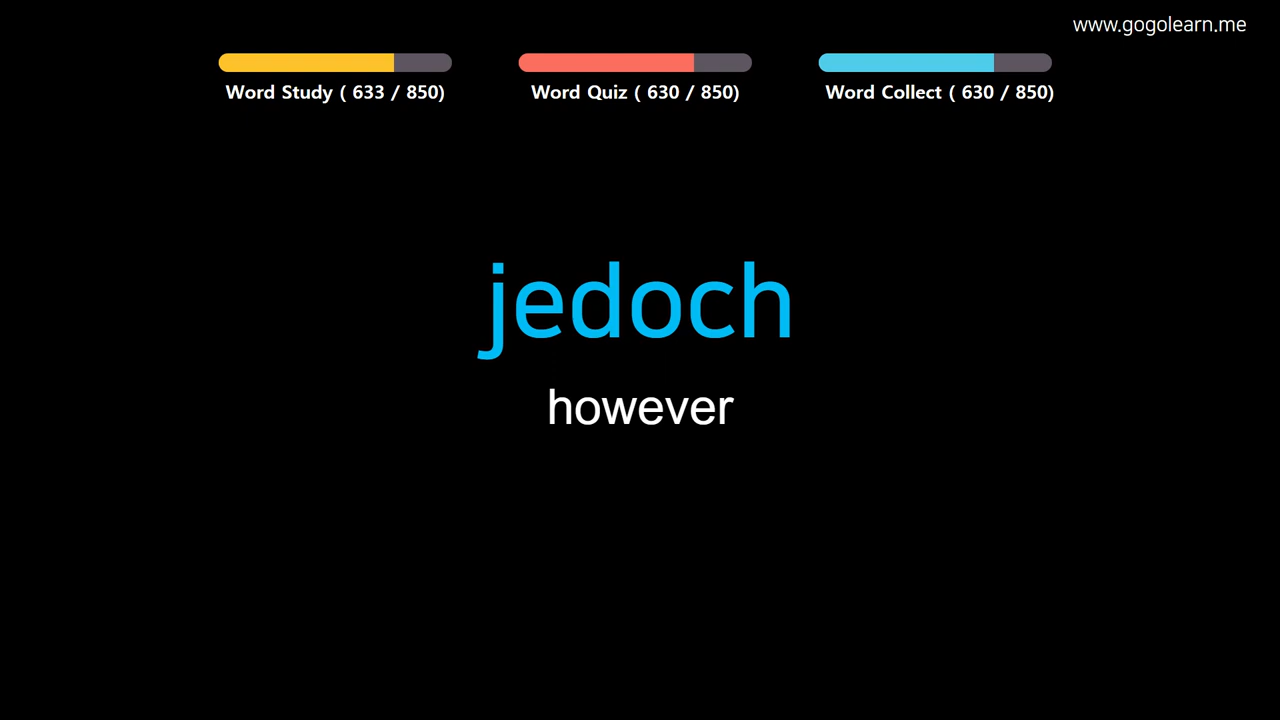 www.gogolearn.me
Word Study ( 633 / 850)
Word Quiz ( 630 / 850)
Word Collect ( 630 / 850)
jedoch
however